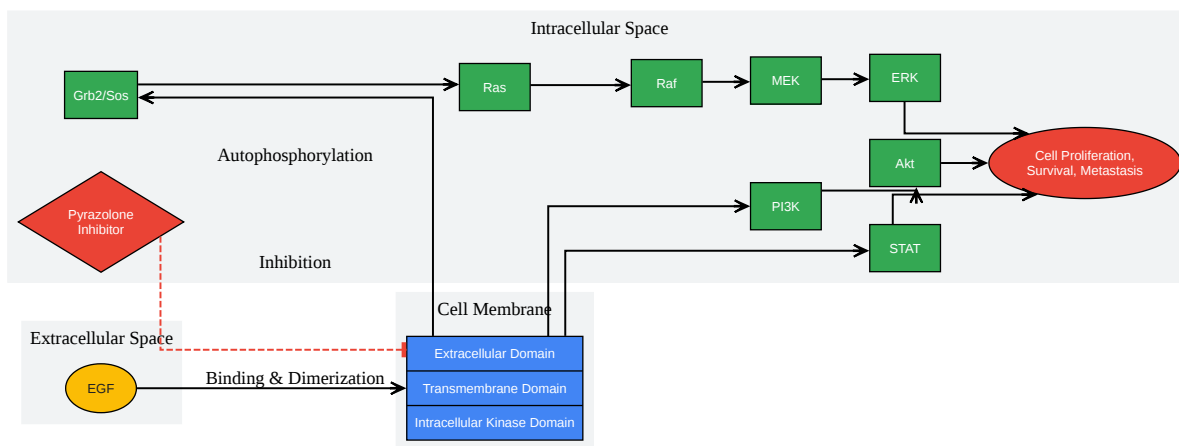 Intracellular Space
Grb2/Sos
Ras
Raf
MEK
ERK
Autophosphorylation
Akt
Cell Proliferation,
Survival, Metastasis
Pyrazolone
Inhibitor
PI3K
STAT
Inhibition
Cell Membrane
Extracellular Space
Extracellular Domain
EGF
Binding & Dimerization
Transmembrane Domain
Intracellular Kinase Domain